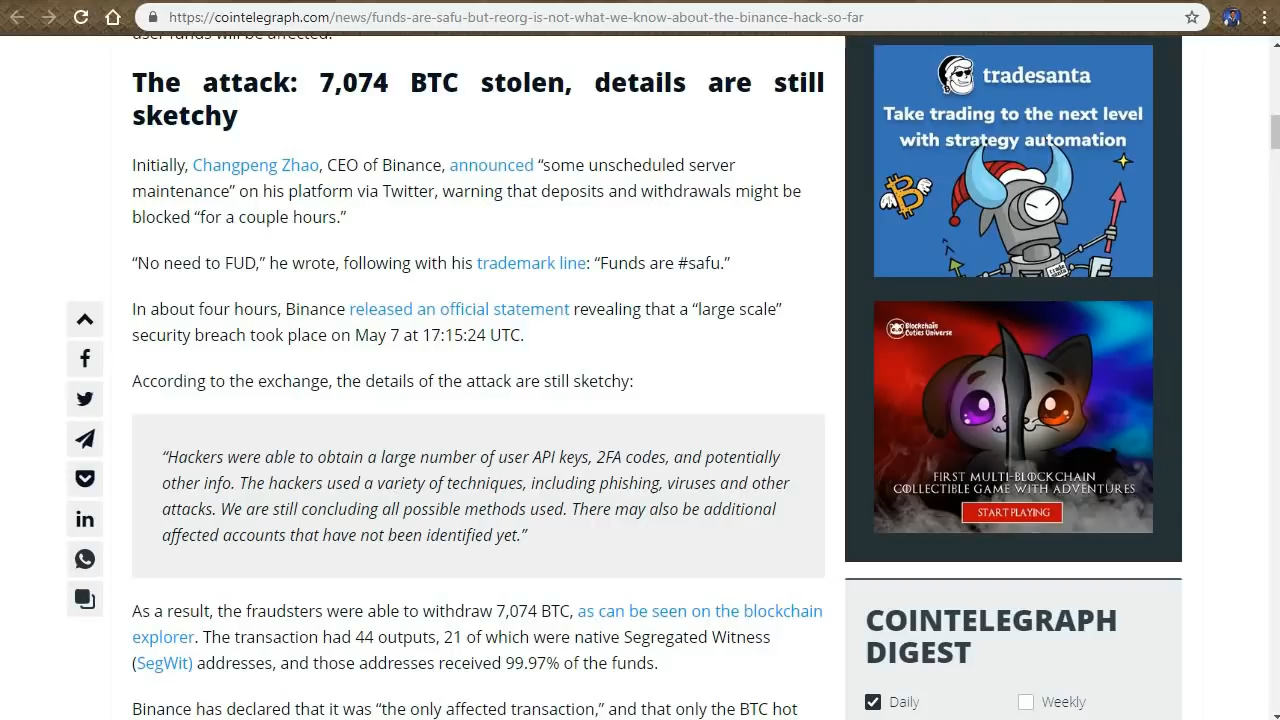 https://cointelegraph.com/news/funds-are-safu-but-reorg-is-not-what-we-know-about-the-binance-hack-so-far
user funds will be affected.
The attack: 7,074 BTC stolen, details are still
sketchy
Initially, Changpeng Zhao, CEO of Binance, announced “some unscheduled server
maintenance” on his platform via Twitter, warning that deposits and withdrawals might be
blocked “for a couple hours.”
“No need to FUD,” he wrote, following with his trademark line: “Funds are #safu.”
In about four hours, Binance released an official statement revealing that a “large scale”
security breach took place on May 7 at 17:15:24 UTC.
According to the exchange, the details of the attack are still sketchy:
“Hackers were able to obtain a large number of user API keys, 2FA codes, and potentially
other info. The hackers used a variety of techniques, including phishing, viruses and other
attacks. We are still concluding all possible methods used. There may also be additional
affected accounts that have not been identified yet.”
As a result, the fraudsters were able to withdraw 7,074 BTC, as can be seen on the blockchain
explorer. The transaction had 44 outputs, 21 of which were native Segregated Witness
(SegWit) addresses, and those addresses received 99.97% of the funds.
Binance has declared that it was “the only affected transaction,” and that only the BTC hot
tradesanta
Take trading to the next level
with strategy automation
Blockchain
Cuties Universe
FIRST MULTI-BLOCKCHAIN
COLLECTIBLE GAME WITH ADVENTURES
START PLAYING
COINTELEGRAPH
DIGEST
Daily
Weekly